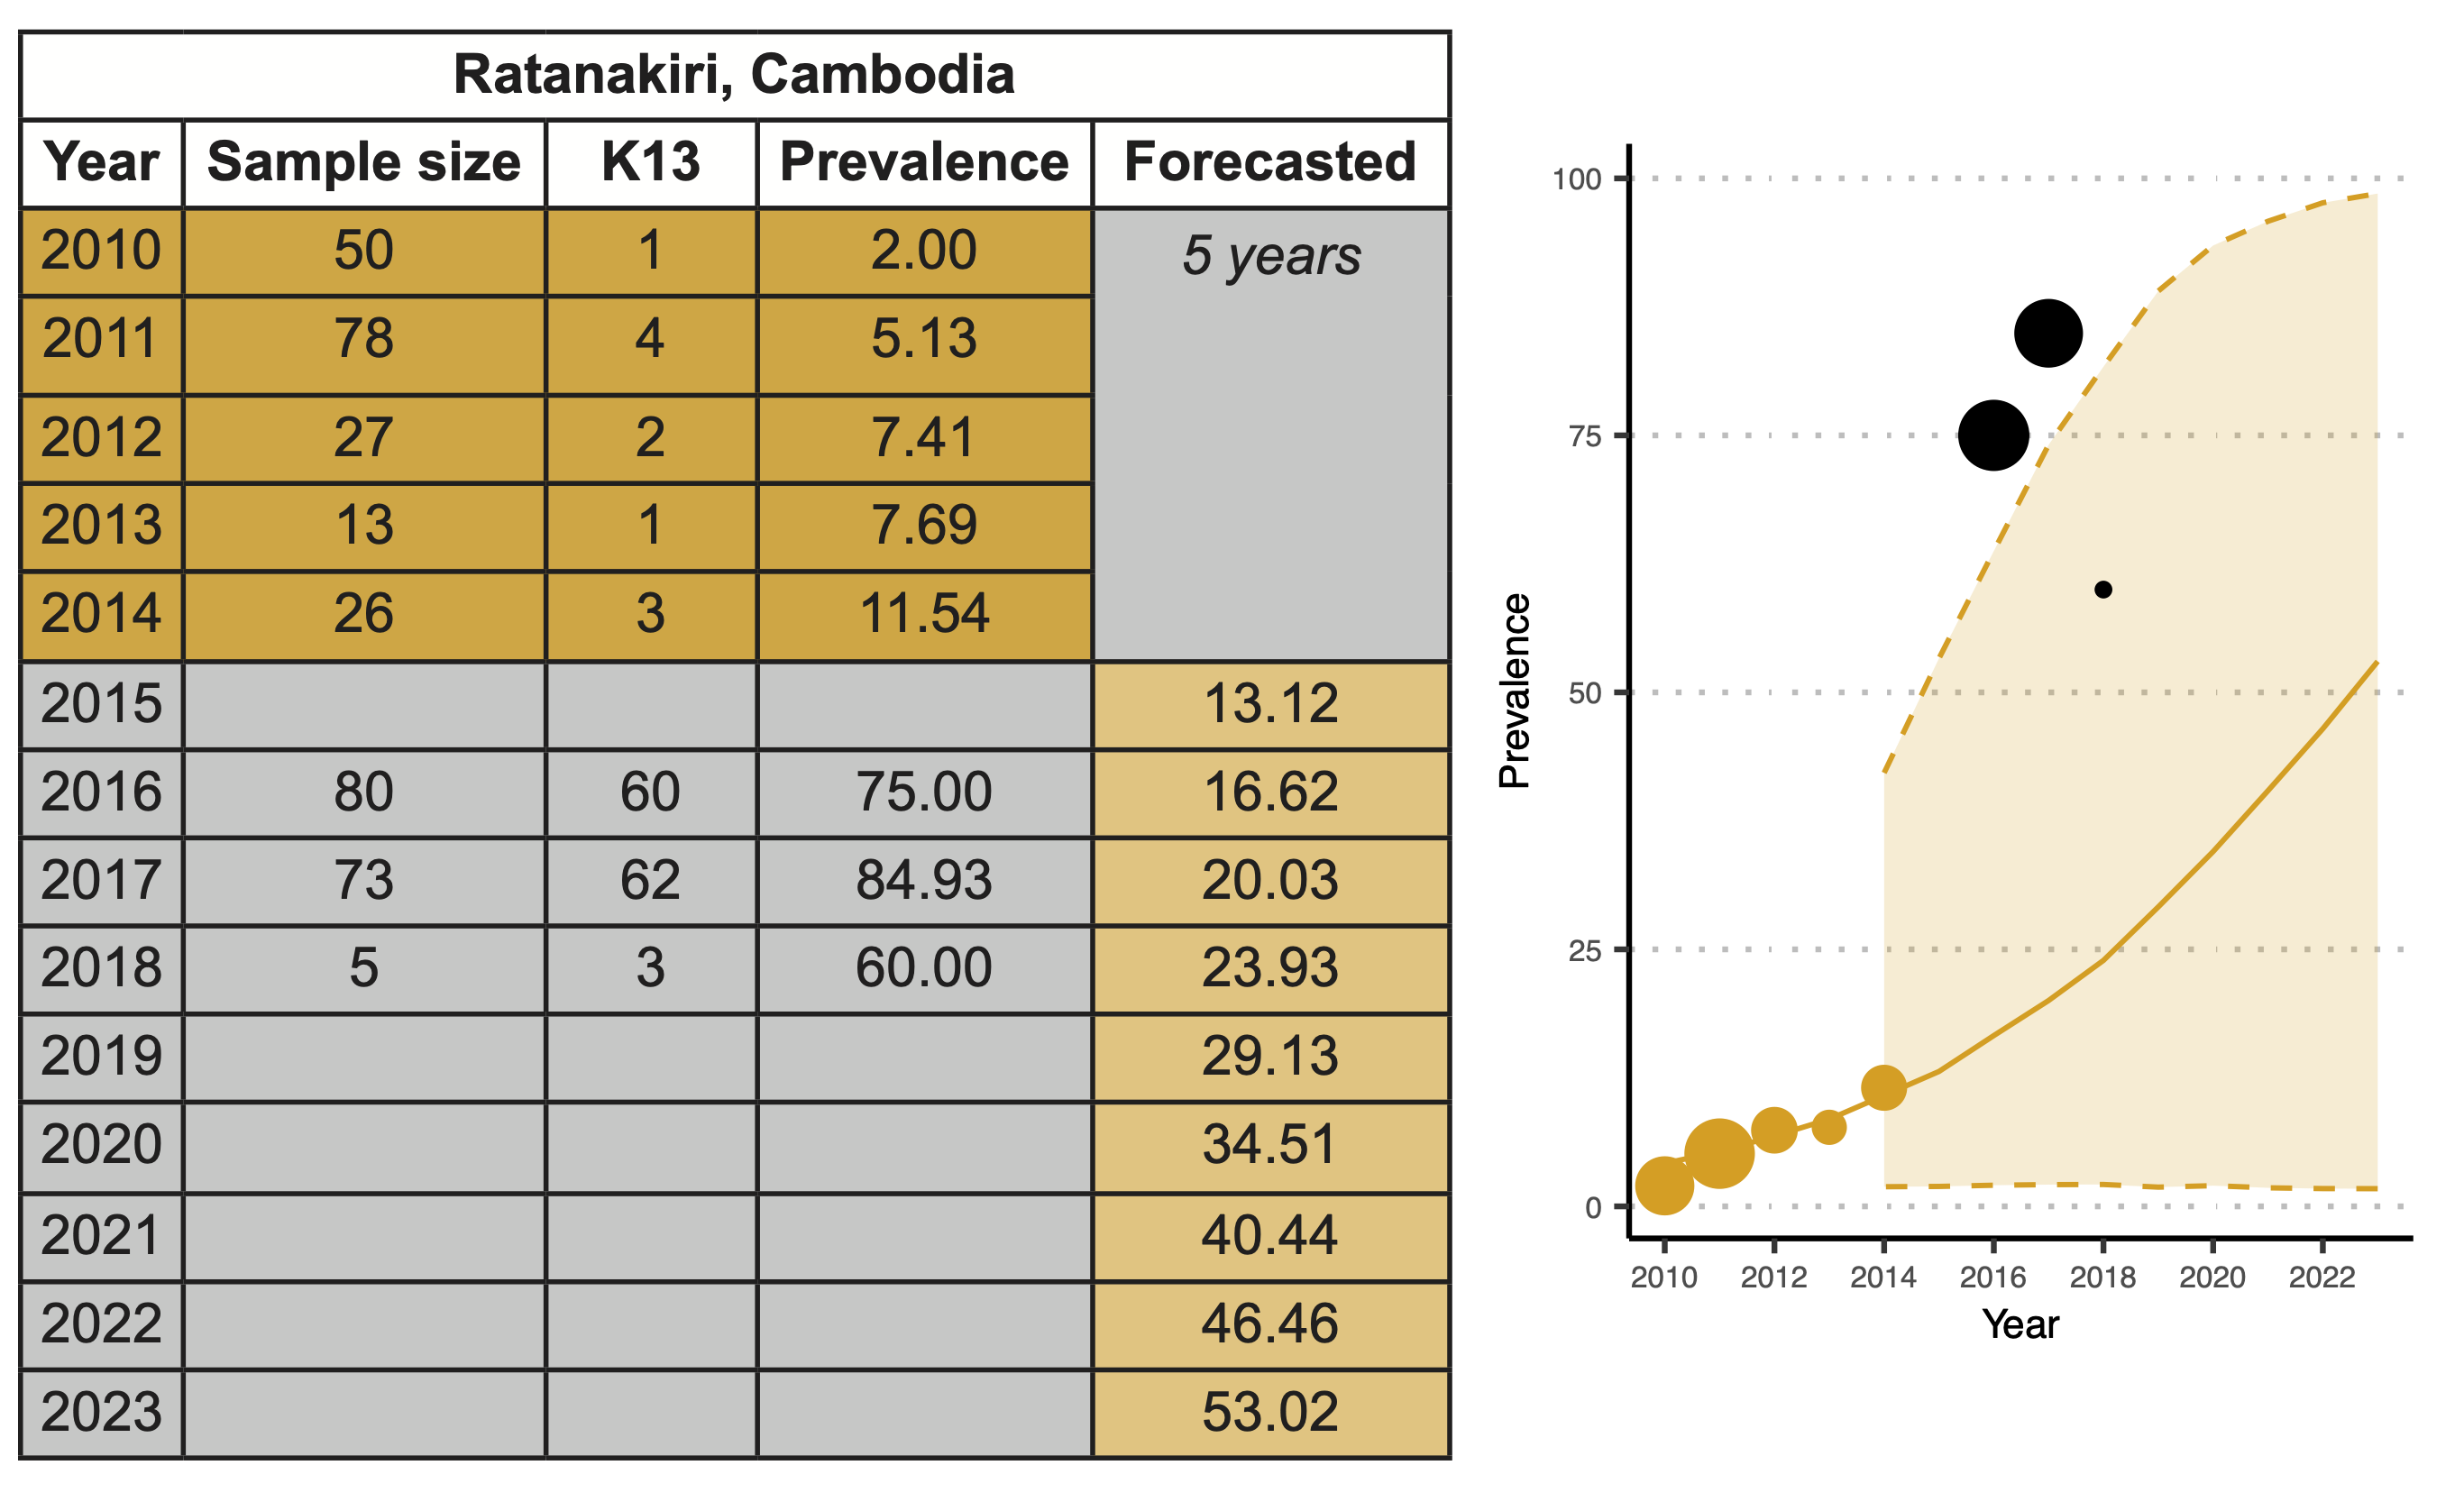 Ratanakiri, Cambodia
Year Sample size K13 Prevalence Forecasted
2010 50 1 2.00 5 years
2011 78 4 5.13
2012 27 2 7.41
2013 13 1 7.69
2014 26 3 11.54
2015 13.12
2016 80 60 75.00 16.62
2017 73 62 84.93 20.03
2018 5 3 60.00 23.93
2019 29.13
2020 34.51
2021 40.44
2022 46.46
2023 53.02
Prevalence
100
75
50
25
0
2010 2012 2014 2016 2018 2020 2022
Year